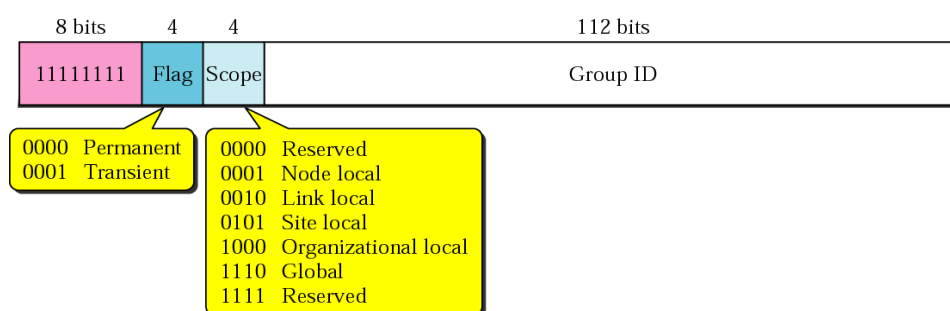 8 bits 4 4 112 bits
11111111 Flag Scope Group ID
0000 Permanent
0001 Transient
0000 Reserved
0001 Node local
0010 Link local
0101 Site local
1000 Organizational local
1110 Global
1111 Reserved